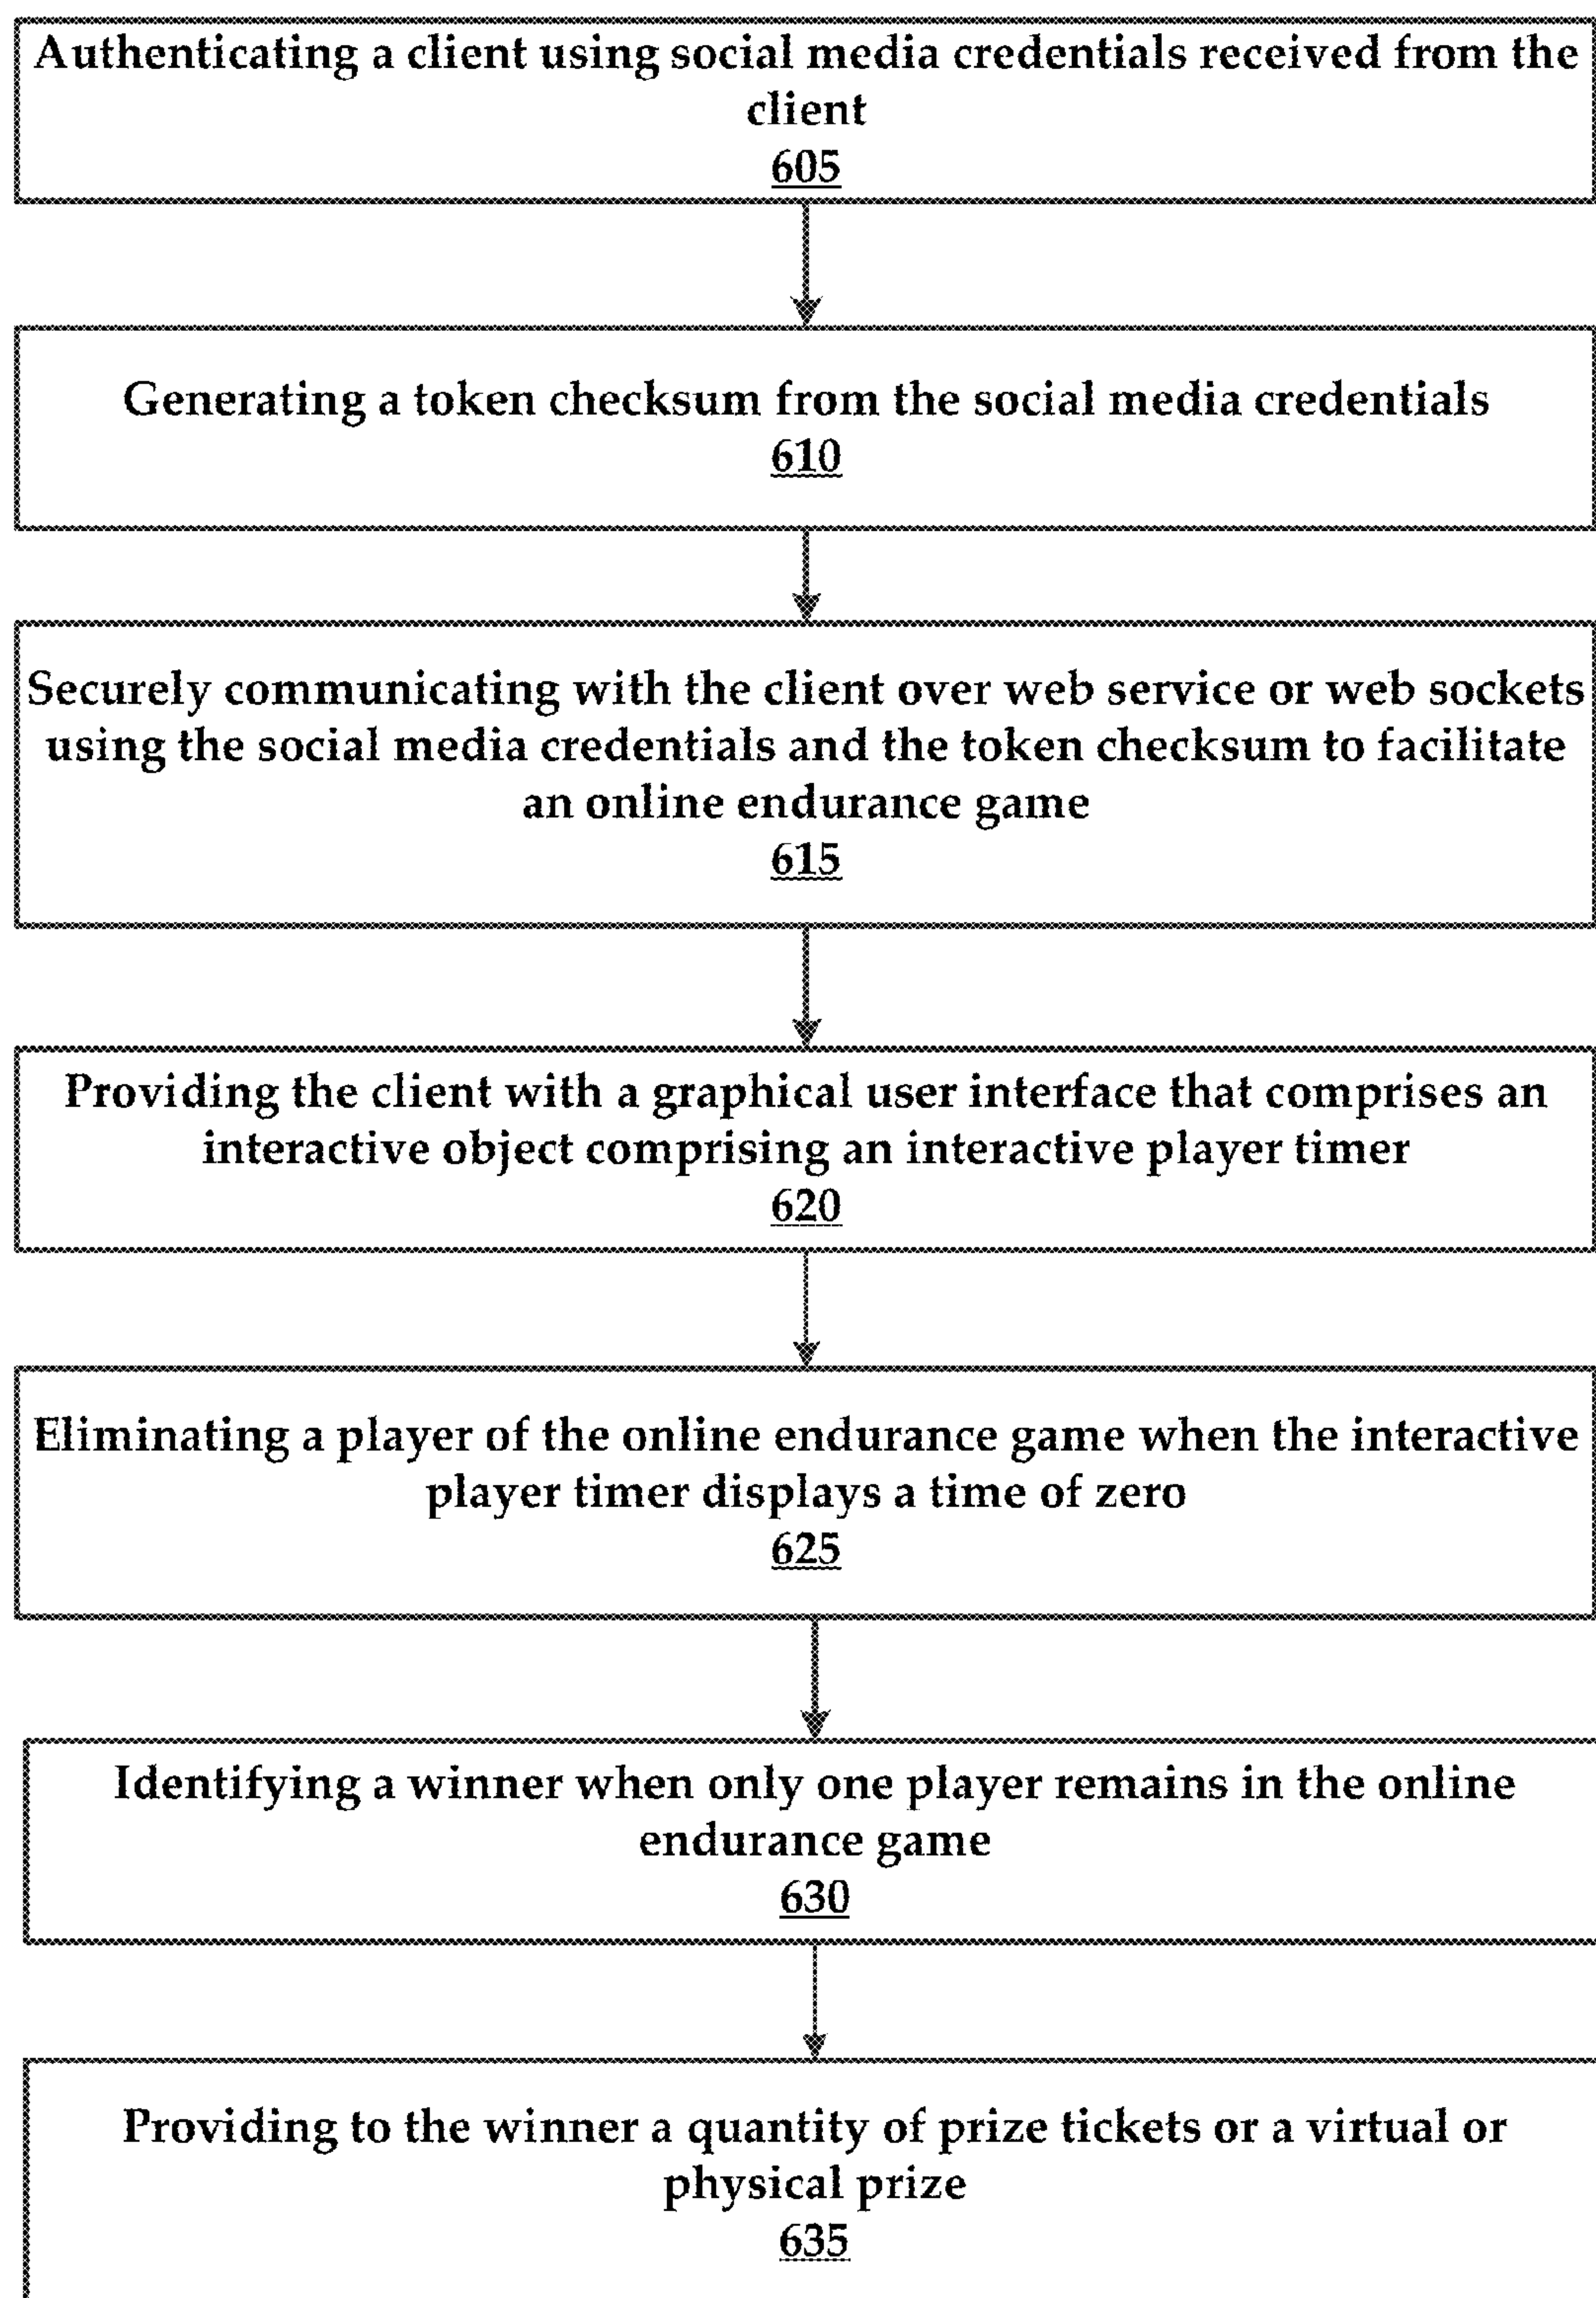 Authenticating a client using social media credentials received from the
client
605
Generating a token checksum from the social media credentials
610
Securely communicating with the client over web service or web sockets
using the social media credentials and the token checksum to facilitate
an online endurance game
615
Providing the client with a graphical user interface that comprises an
interactive object comprising an interactive player timer
620
Eliminating a player of the online endurance game when the interactive
player timer displays a time of zero
625
Identifying a winner when only one player remains in the online
endurance game
630
Providing to the winner a quantity of prize tickets or a virtual or
physical prize
635